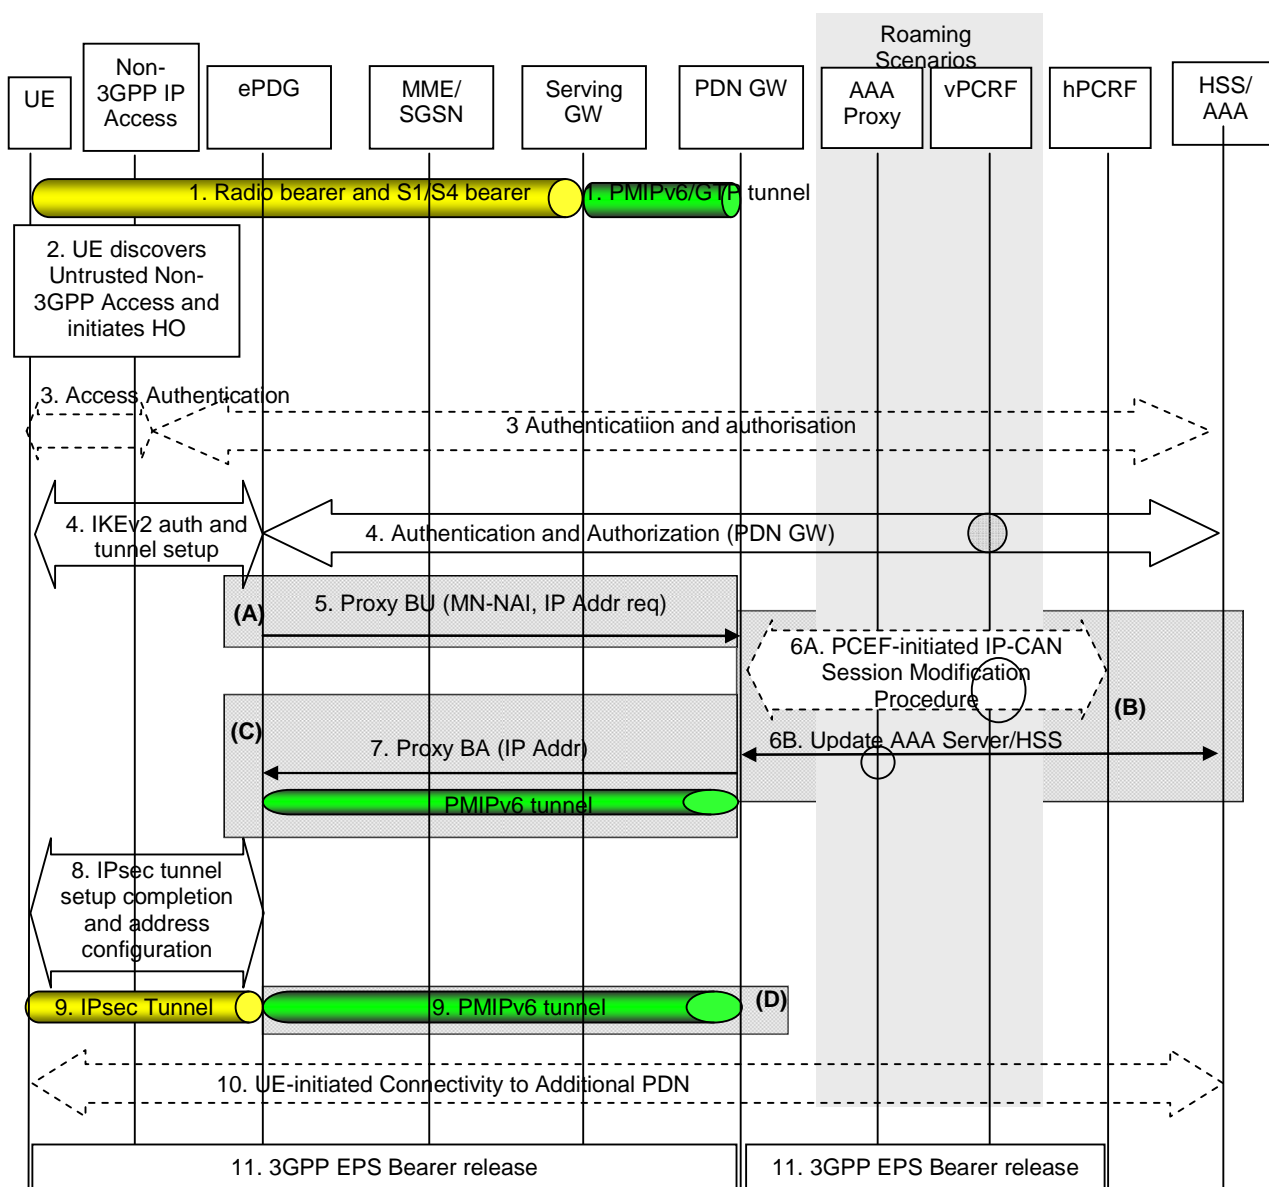 Roaming
Scenarios
UE
Non-
3GPP IP
Access
ePDG
MME/
SGSN
Serving
GW
PDN GW
AAA
Proxy
vPCRF
hPCRF
HSS/
AAA
1. Radio bearer and S1/S4 bearer
1. PMIPv6/GTP tunnel
2. UE discovers
Untrusted Non-
3GPP Access and
initiates HO
3. Access Authentication
3 Authenticatiion and authorisation
4. IKEv2 auth and
tunnel setup
4. Authentication and Authorization (PDN GW)
(A)
5. Proxy BU (MN-NAI, IP Addr req)
6A. PCEF-initiated IP-CAN
Session Modification
Procedure
(B)
(C)
7. Proxy BA (IP Addr)
6B. Update AAA Server/HSS
PMIPv6 tunnel
8. IPsec tunnel
setup completion
and address
configuration
9. IPsec Tunnel
9. PMIPv6 tunnel
(D)
10. UE-initiated Connectivity to Additional PDN
11. 3GPP EPS Bearer release
11. 3GPP EPS Bearer release